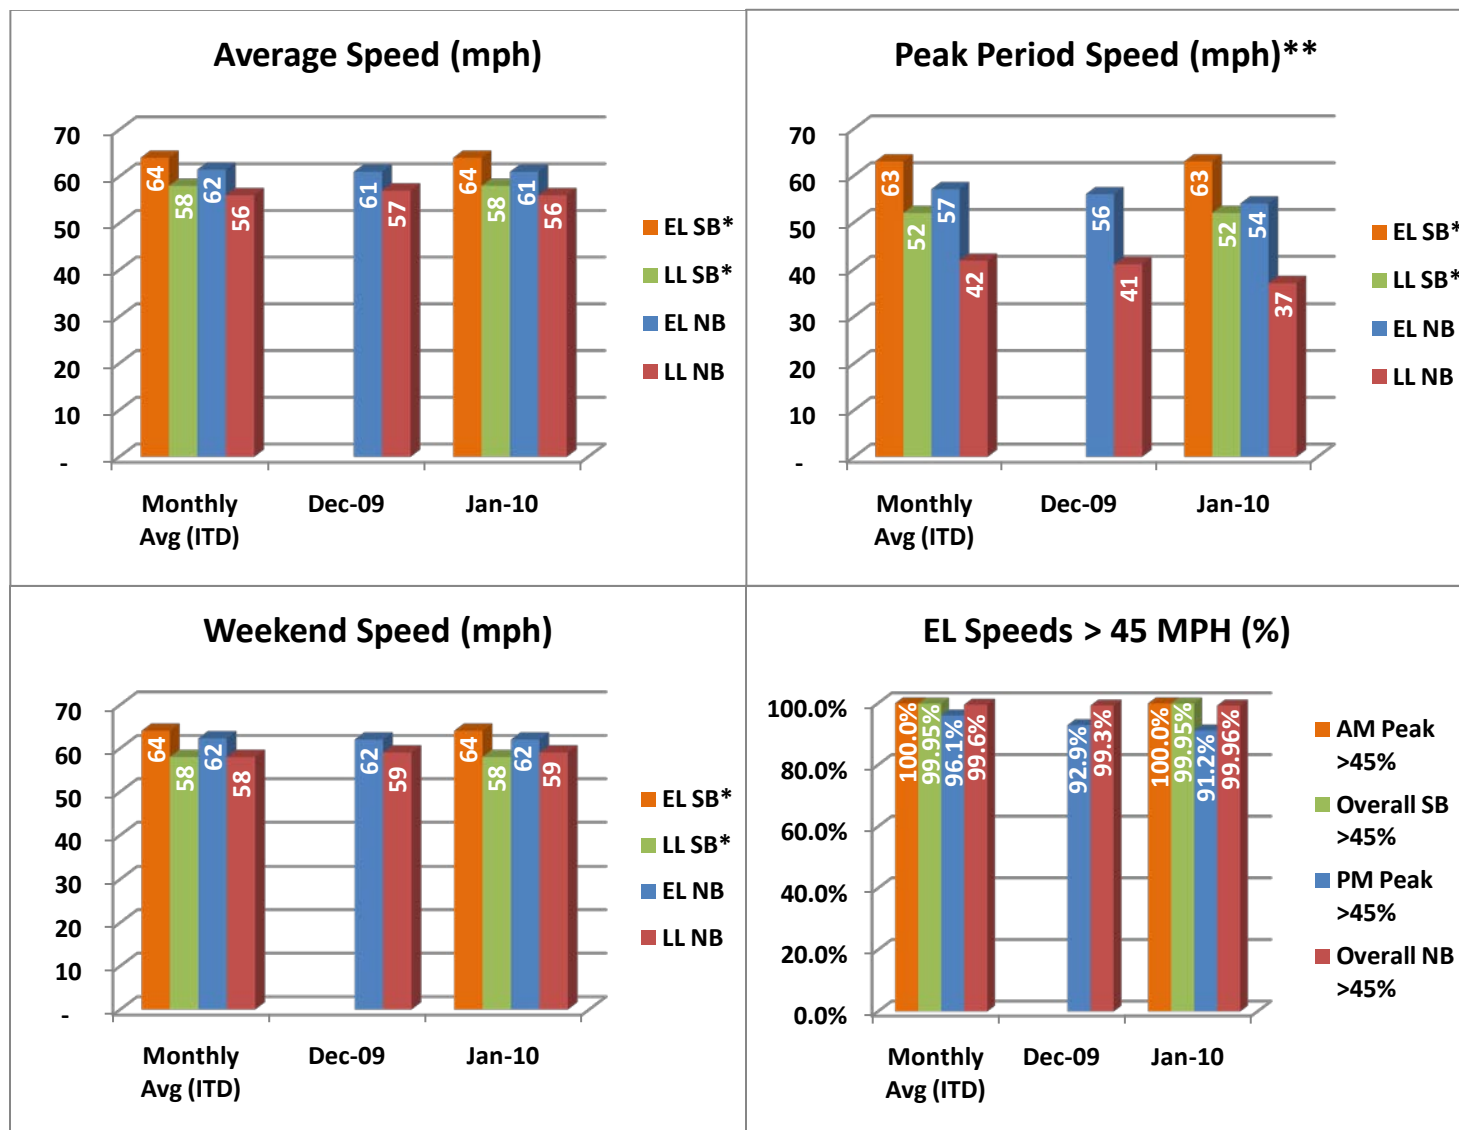 Average Speed (mph)
70
60
50
40
30
20
10
-
64
58
62
56
61
57
64
58
61
56
Monthly
Avg (ITD)
Dec-09
Jan-10
EL SB*
LL SB*
EL NB
LL NB
Peak Period Speed (mph)**
70
60
50
40
30
20
10
-
63
52
57
42
56
41
63
52
54
37
Monthly
Avg (ITD)
Dec-09
Jan-10
EL SB*
LL SB*
EL NB
LL NB
Weekend Speed (mph)
70
60
50
40
30
20
10
-
64
58
62
58
62
59
64
58
62
59
Monthly
Avg (ITD)
Dec-09
Jan-10
EL SB*
LL SB*
EL NB
LL NB
EL Speeds > 45 MPH (%)
100.0%
80.0%
60.0%
40.0%
20.0%
0.0%
100.0%
99.95%
96.1%
99.6%
92.9%
99.3%
100.0%
99.95%
91.2%
99.96%
Monthly
Avg (ITD)
Dec-09
Jan-10
AM Peak
>45%
Overall SB
>45%
PM Peak
>45%
Overall NB
>45%